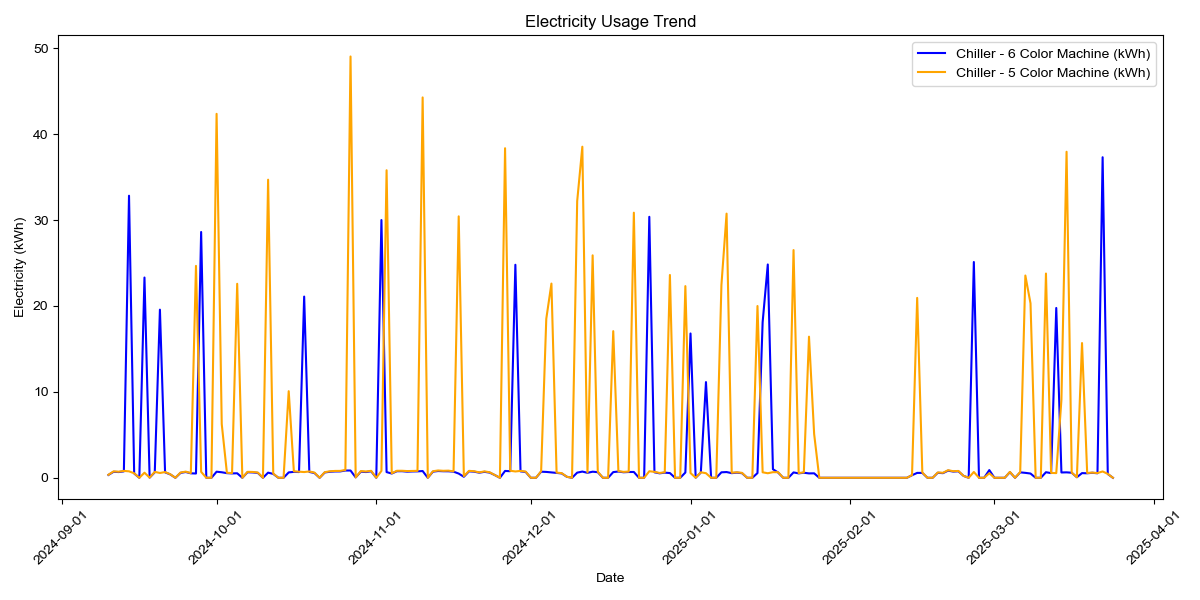 Electricity Usage Trend
Chiller - 6 Color Machine (kWh)
Chiller - 5 Color Machine (kWh)
Electricity (kWh)
50
40
30
20
10
0
2024-09-01
2024-10-01
2024-11-01
2024-12-01
2025-01-01
2025-02-01
2025-03-01
2025-04-01
Date